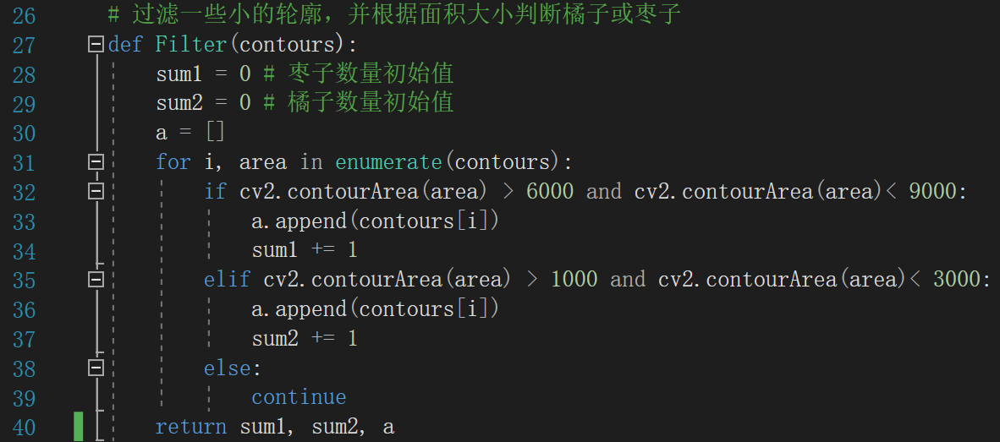 26 # 过滤一些小的轮廓，并根据面积大小判断橘子或枣子
27 def Filter(contours):
28     sum1 = 0 # 枣子数量初始值
29     sum2 = 0 # 橘子数量初始值
30     a = []
31     for i, area in enumerate(contours):
32         if cv2.contourArea(area) > 6000 and cv2.contourArea(area)< 9000:
33             a.append(contours[i])
34             sum1 += 1
35         elif cv2.contourArea(area) > 1000 and cv2.contourArea(area)< 3000:
36             a.append(contours[i])
37             sum2 += 1
38         else:
39             continue
40     return sum1, sum2, a